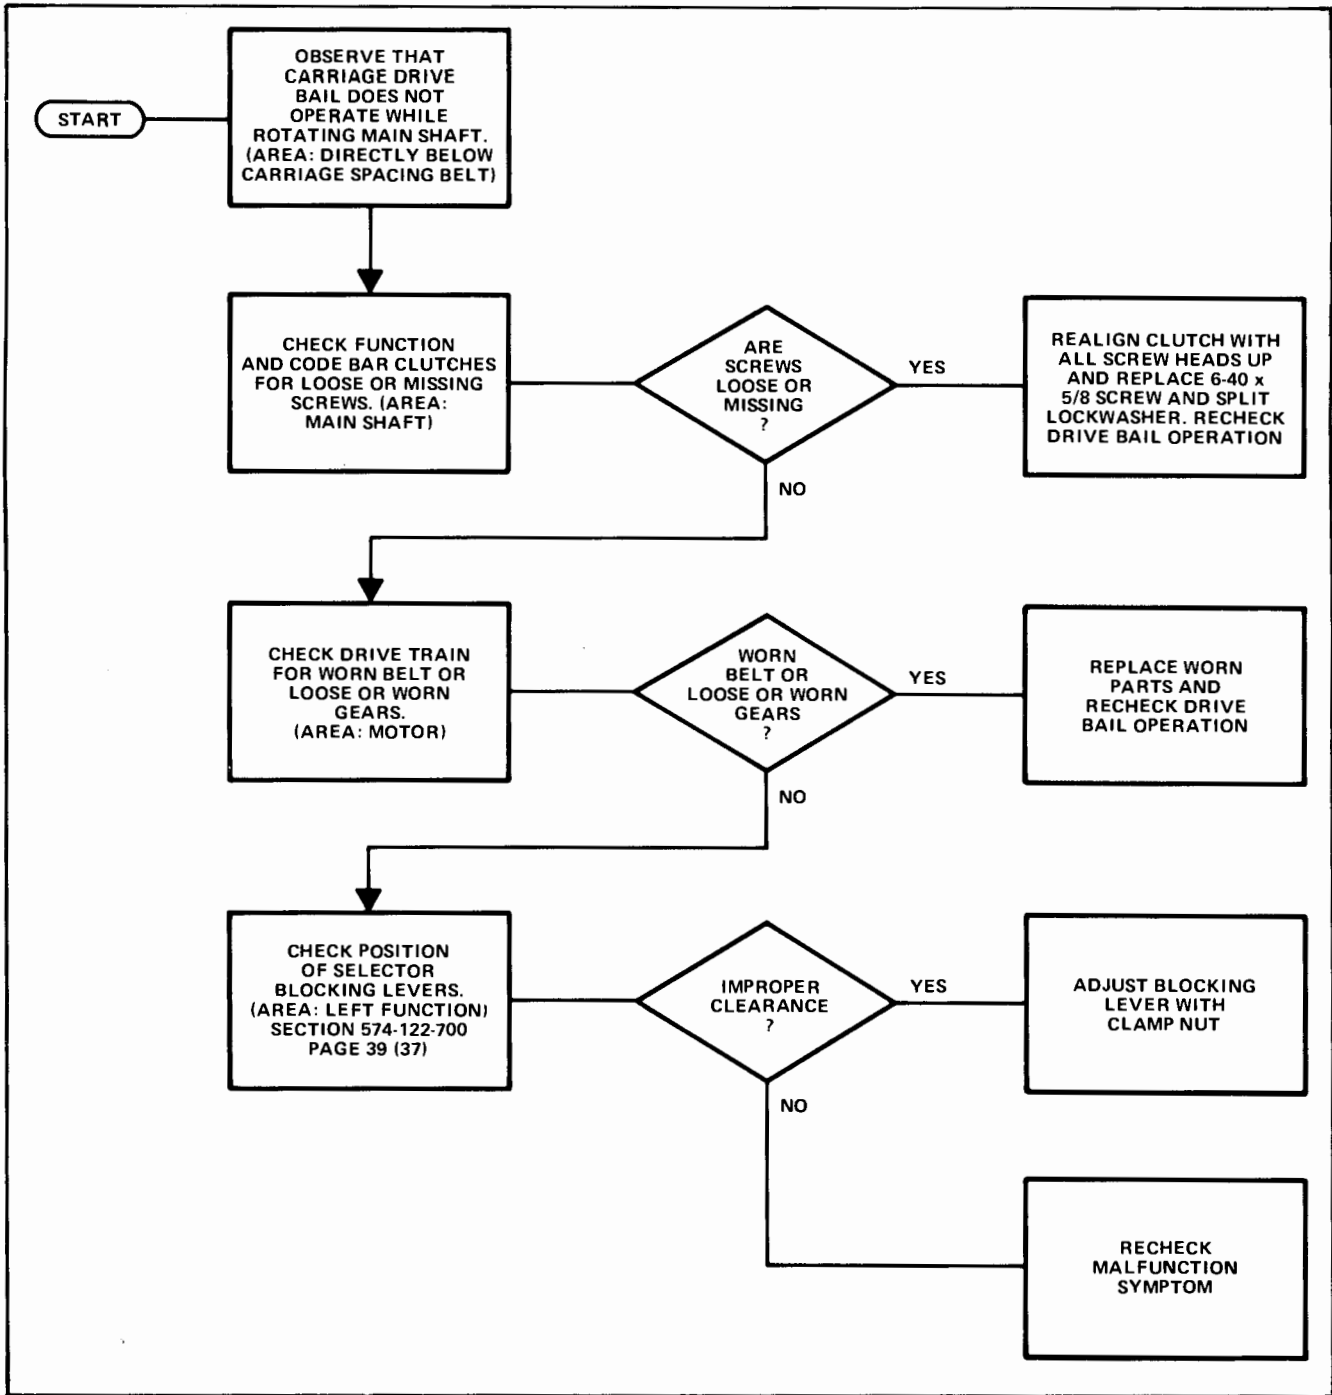 START
OBSERVE THAT
CARRIAGE DRIVE
BAIL DOES NOT
OPERATE WHILE
ROTATING MAIN SHAFT.
(AREA: DIRECTLY BELOW
CARRIAGE SPACING BELT)
CHECK FUNCTION
AND CODE BAR CLUTCHES
FOR LOOSE OR MISSING
SCREWS. (AREA:
MAIN SHAFT)
ARE
SCREWS
LOOSE OR
MISSING
?
YES
REALIGN CLUTCH WITH
ALL SCREW HEADS UP
AND REPLACE 6-40 x
5/8 SCREW AND SPLIT
LOCKWASHER. RECHECK
DRIVE BAIL OPERATION
NO
CHECK DRIVE TRAIN
FOR WORN BELT OR
LOOSE OR WORN
GEARS.
(AREA: MOTOR)
WORN
BELT OR
LOOSE OR WORN
GEARS
?
YES
REPLACE WORN
PARTS AND
RECHECK DRIVE
BAIL OPERATION
NO
CHECK POSITION
OF SELECTOR
BLOCKING LEVERS.
(AREA: LEFT FUNCTION)
SECTION 574-122-700
PAGE 39 (37)
IMPROPER
CLEARANCE
?
YES
ADJUST BLOCKING
LEVER WITH
CLAMP NUT
NO
RECHECK
MALFUNCTION
SYMPTOM